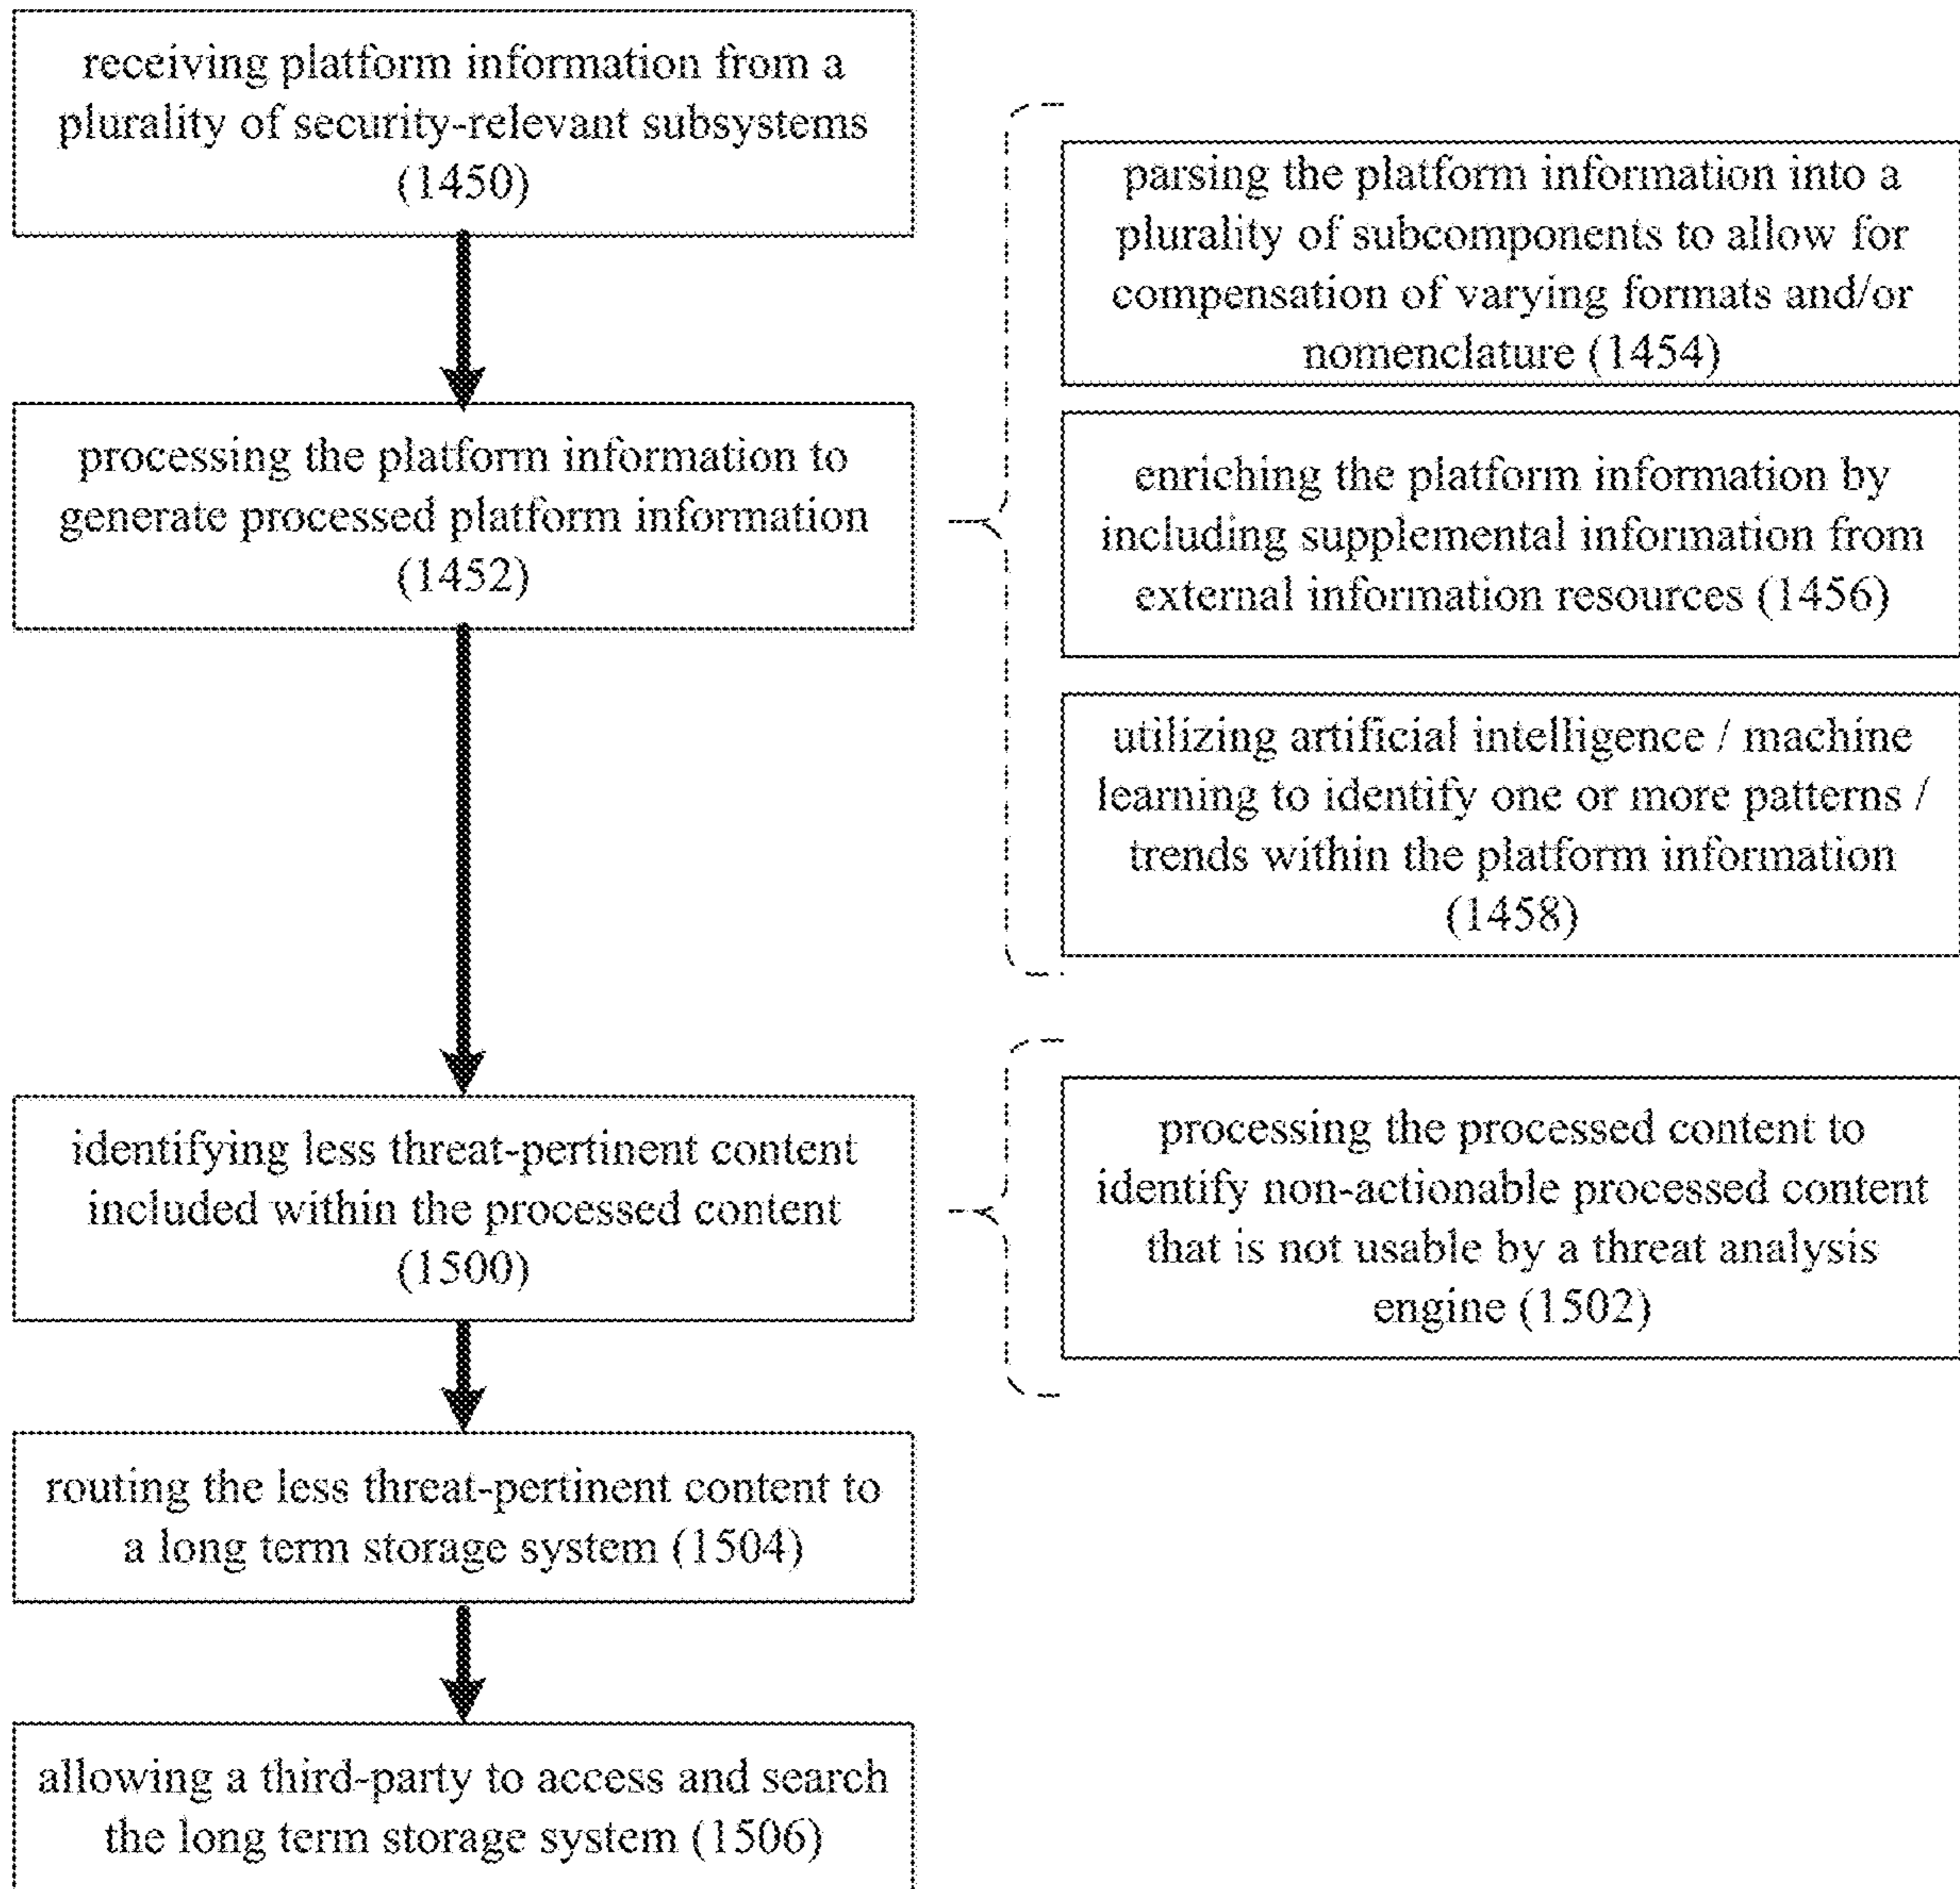 receiving platform information from a
plurality of security-relevant subsystems
(1450)
processing the platform information to
generate processed platform information
(1452)
parsing the platform information into a
plurality of subcomponents to allow for
compensation of varying formats and/or
nomenclature (1454)
enriching the platform information by
including supplemental information from
external information resources (1456)
utilizing artificial intelligence / machine
learning to identify one or more patterns /
trends within the platform information
(1458)
identifying less threat-pertinent content
included within the processed content
(1500)
processing the processed content to
identify non-actionable processed content
that is not usable by a threat analysis
engine (1502)
routing the less threat-pertinent content to
a long term storage system (1504)
allowing a third-party to access and search
the long term storage system (1506)